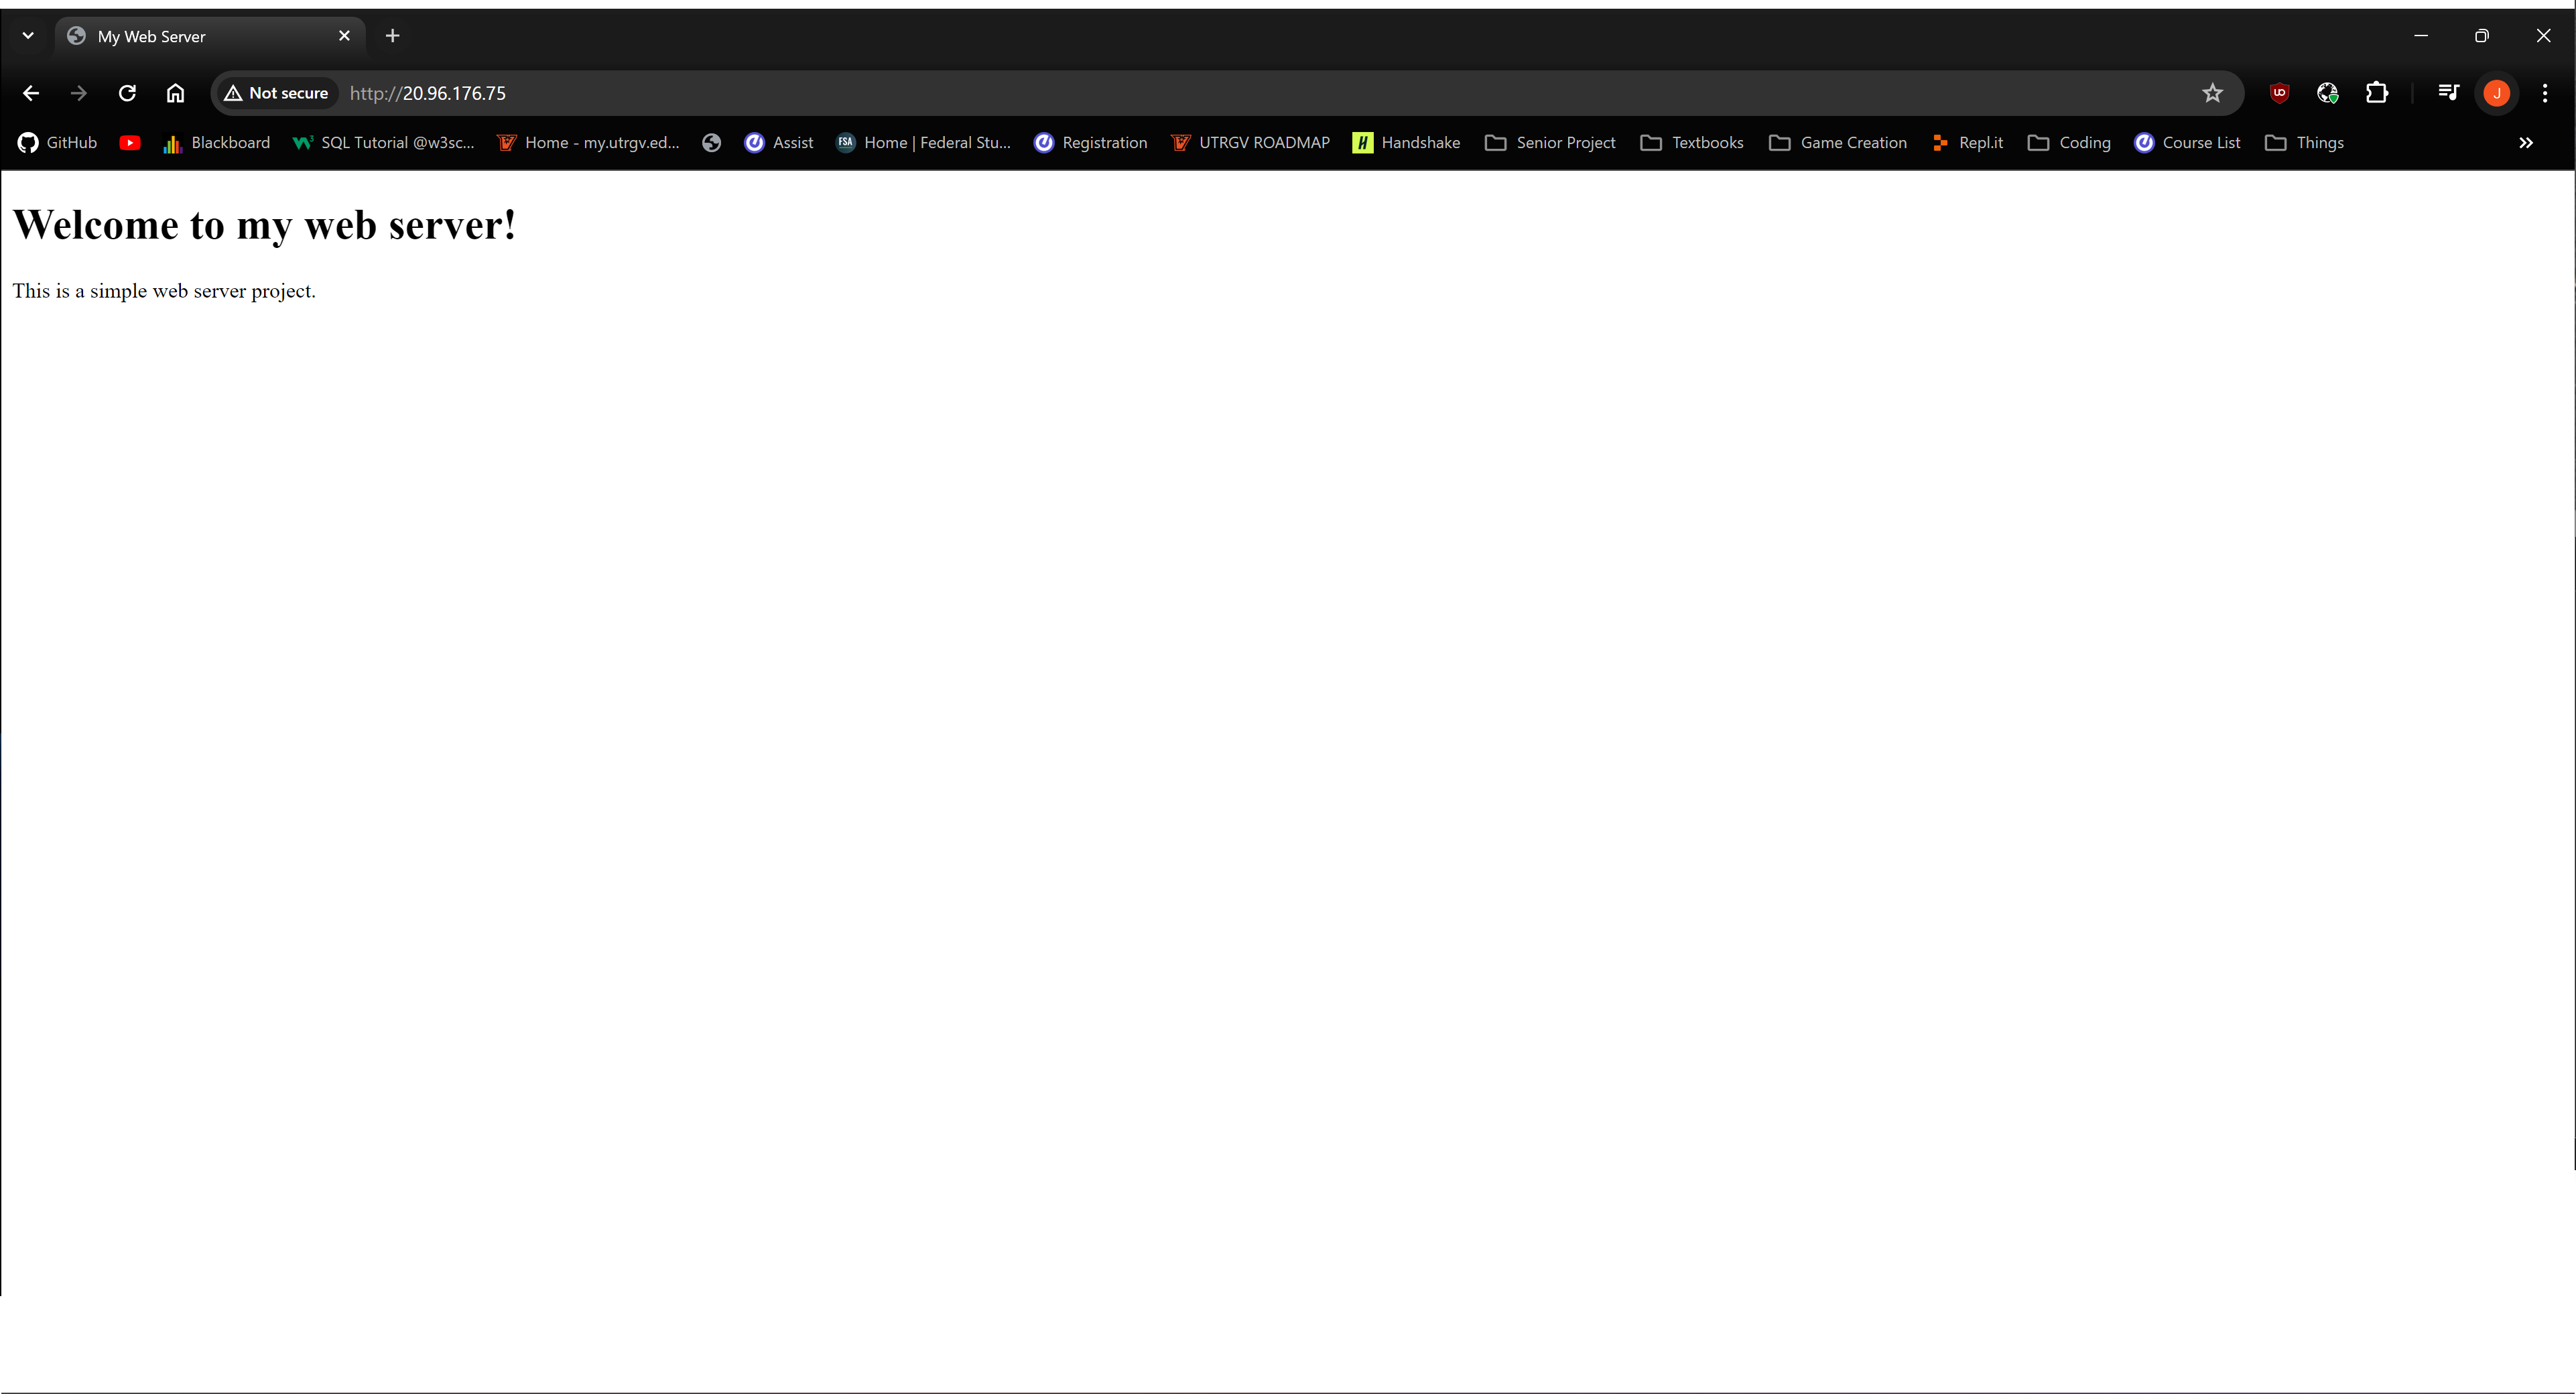 My Web Server
Not secure http://20.96.176.75
GitHub Blackboard SQL Tutorial @w3sc... Home - my.utrgv.ed... Assist FSA Home | Federal Stu... Registration UTRGV ROADMAP H Handshake Senior Project Textbooks Game Creation Repl.it Coding Course List Things
J
Welcome to my web server!
This is a simple web server project.